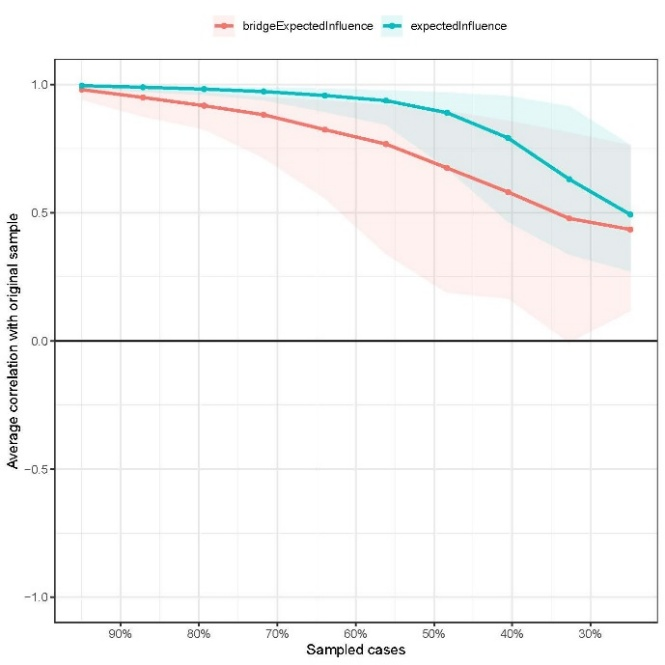 bridgeExpectedInfluence expectedInfluence
Average correlation with original sample
1.0
0.5
0.0
−0.5
−1.0
90% 80% 70% 60% 50% 40% 30%
Sampled cases